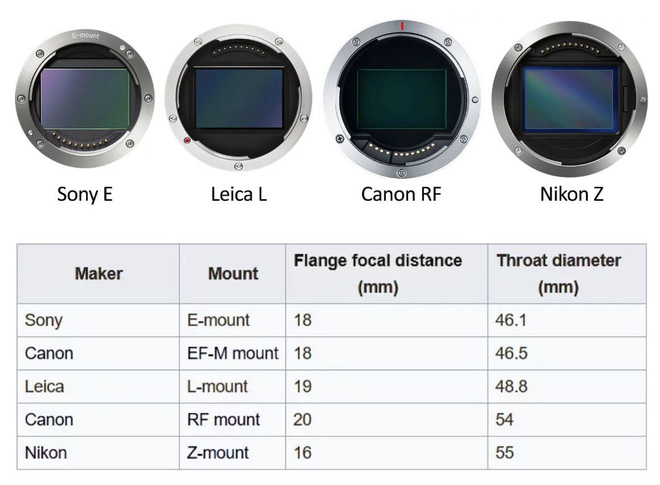 E-mount
Sony E Leica L Canon RF Nikon Z
Maker Mount Flange focal distance (mm) Throat diameter (mm)
Sony E-mount 18 46.1
Canon EF-M mount 18 46.5
Leica L-mount 19 48.8
Canon RF mount 20 54
Nikon Z-mount 16 55